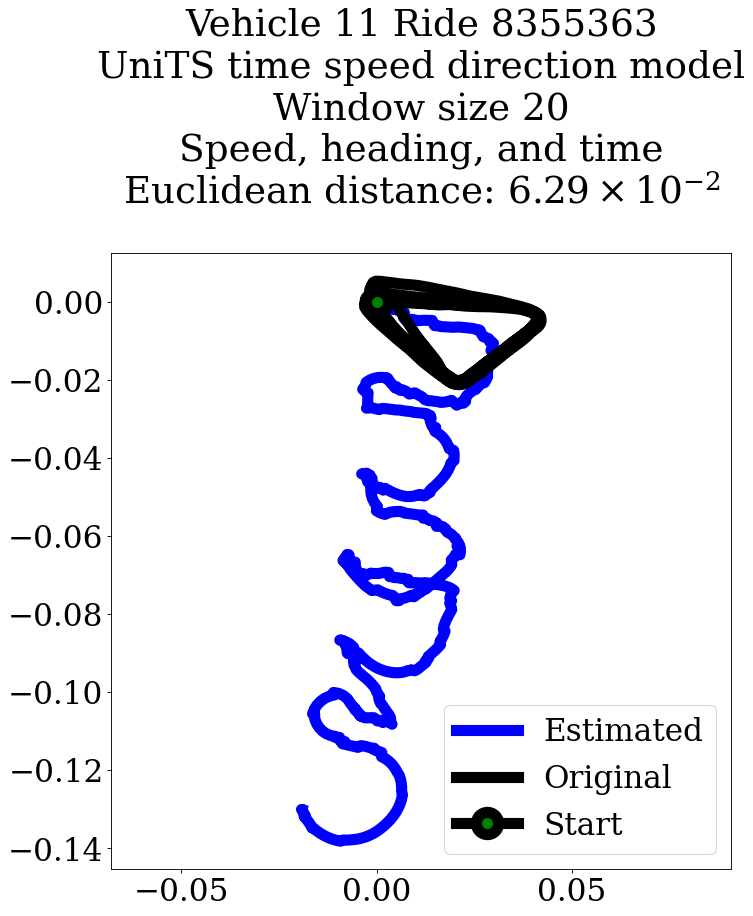 Vehicle 11 Ride 8355363
UniTS time speed direction model
Window size 20
Speed, heading, and time
Euclidean distance: 6.29 × 10⁻²
0.00
−0.02
−0.04
−0.06
−0.08
−0.10
−0.12
−0.14
Estimated
Original
Start
−0.05 0.00 0.05